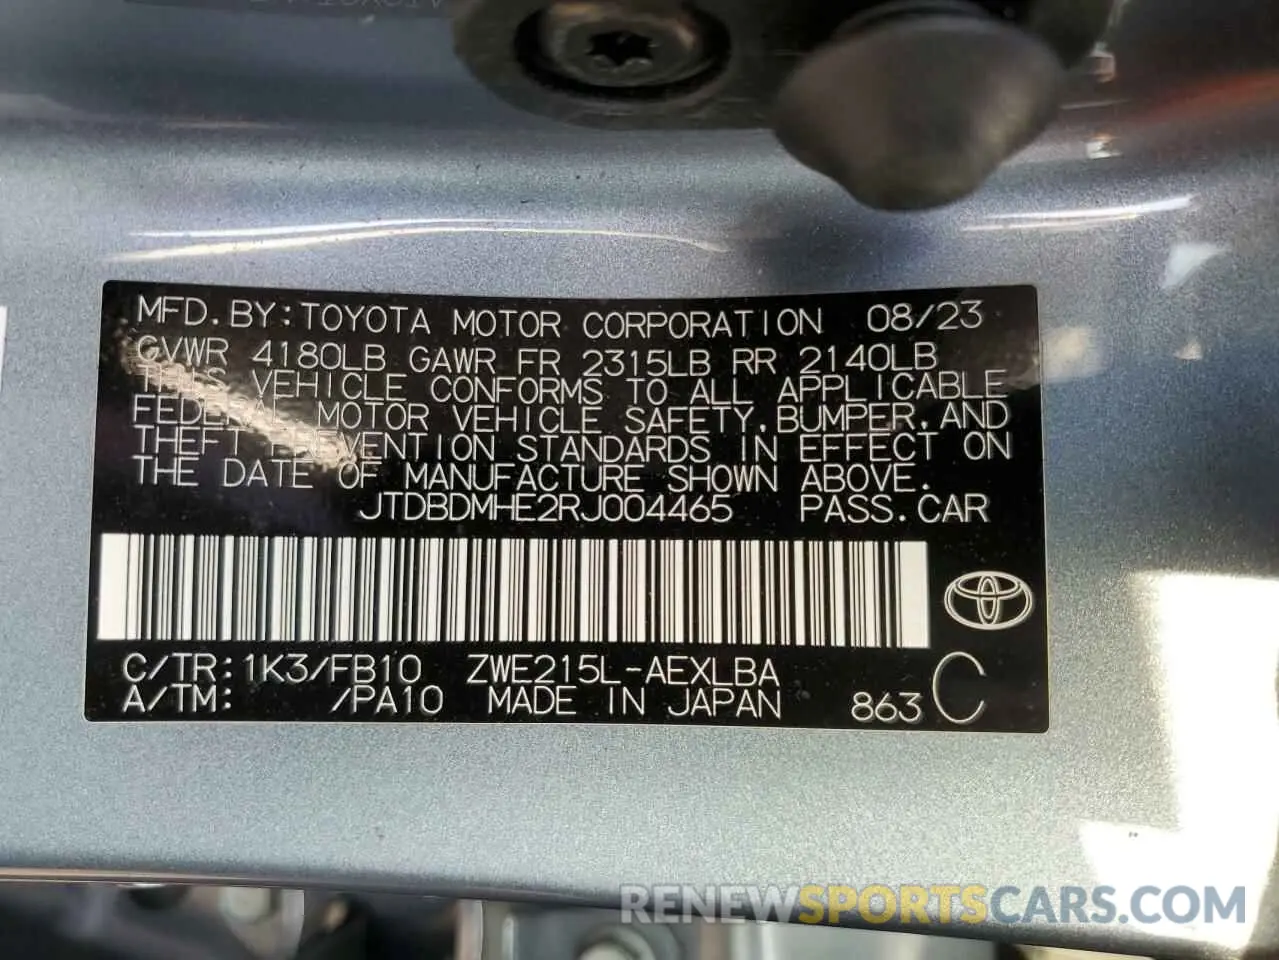 MFD. BY: TOYOTA MOTOR CORPORATION 08/23
GVWR 4180LB GAWR FR 2315LB RR 2140LB
THIS VEHICLE CONFORMS TO ALL APPLICABLE
FEDERAL MOTOR VEHICLE SAFETY, BUMPER, AND
THEFT PREVENTION STANDARDS IN EFFECT ON
THE DATE OF MANUFACTURE SHOWN ABOVE.
JTDBDMHE2RJ004465 PASS. CAR
C/TR: 1K3/FB10 ZWE215L-AEXLBA
A/TM: /PA10 MADE IN JAPAN 863 C
RENEWSPORTSCARS.COM